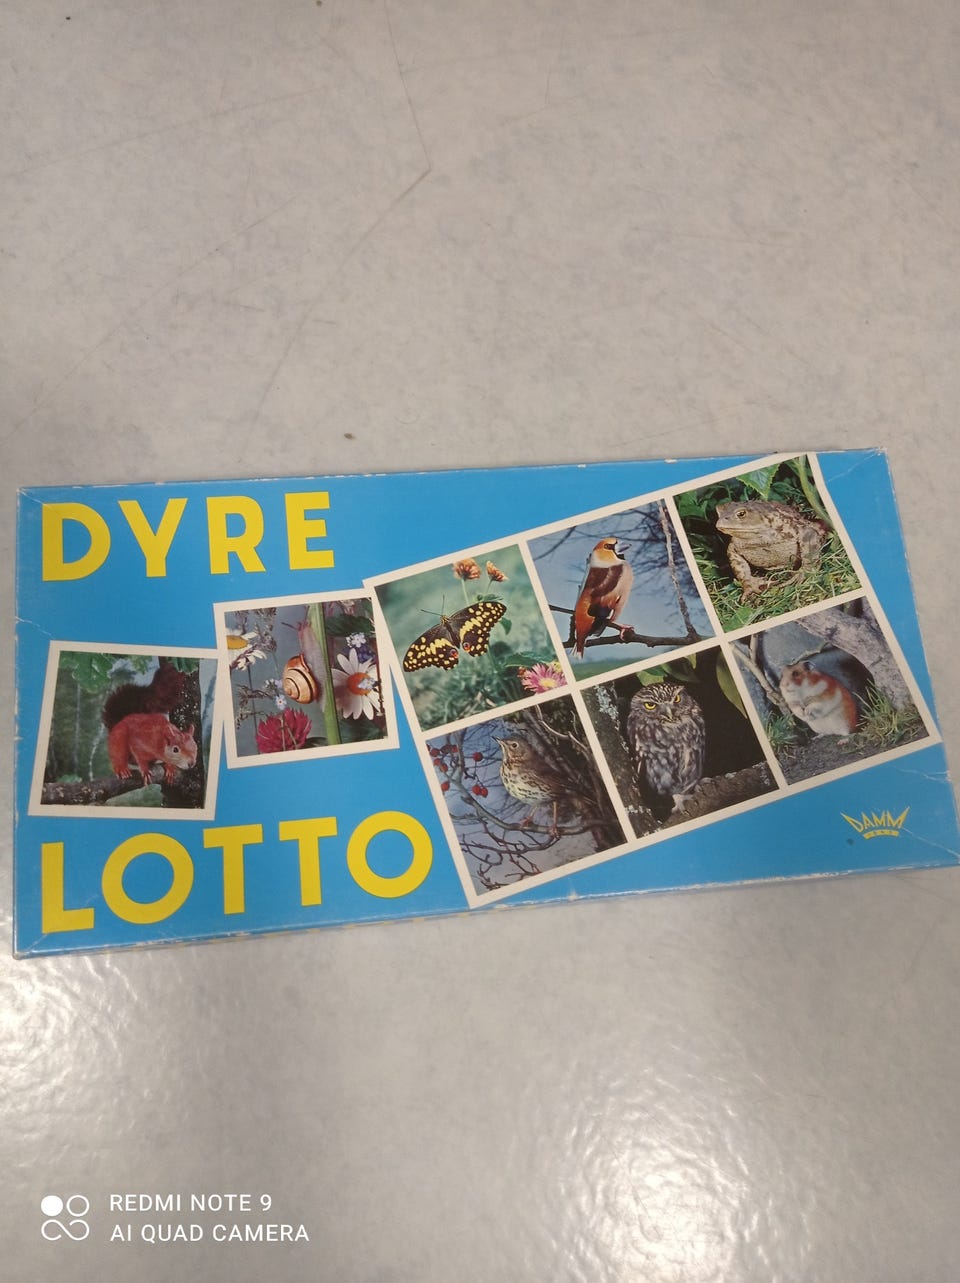 DYRE
LOTTO
DAMM
REDMI NOTE 9
AI QUAD CAMERA